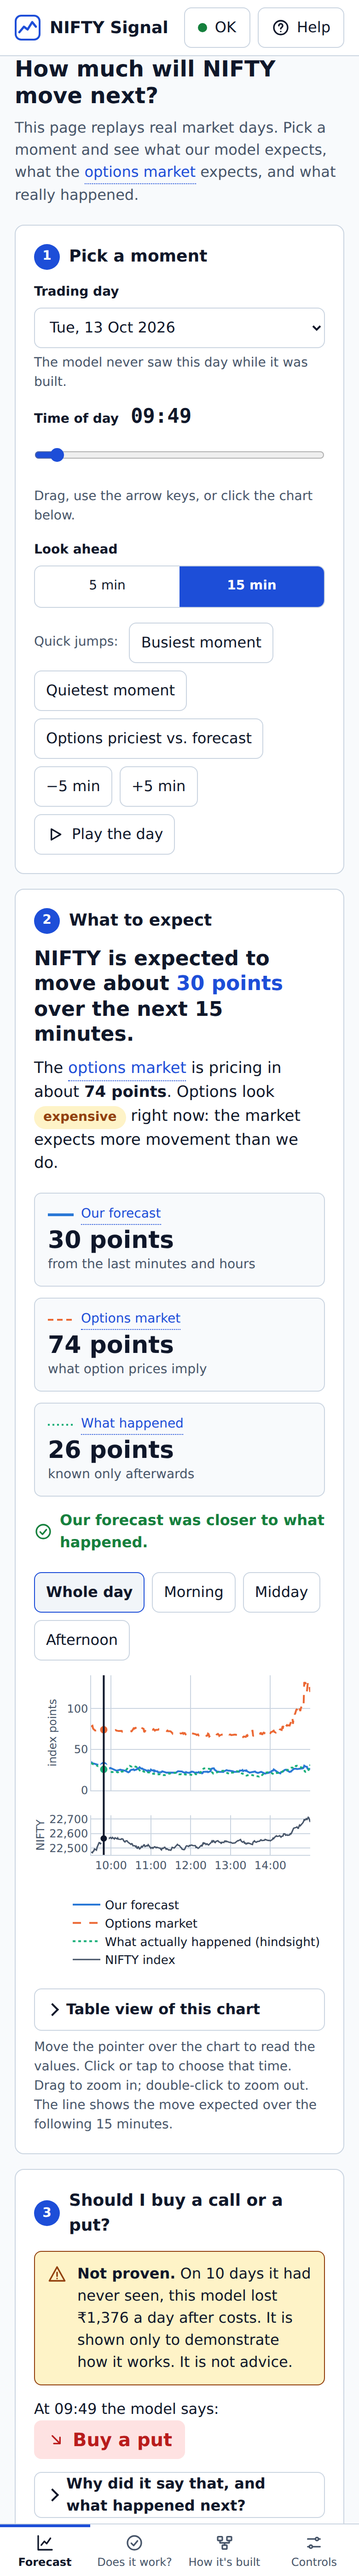 NIFTY Signal
OK
Help
How much will NIFTY
move next?
This page replays real market days. Pick a
moment and see what our model expects,
what the options market expects, and what
really happened.
1
Pick a moment
Trading day
Tue, 13 Oct 2026
The model never saw this day while it was
built.
Time of day 09:49
Drag, use the arrow keys, or click the chart
below.
Look ahead
5 min
15 min
Quick jumps:
Busiest moment
Quietest moment
Options priciest vs. forecast
−5 min
+5 min
Play the day
2
What to expect
NIFTY is expected to
move about 30 points
over the next 15
minutes.
The options market is pricing in
about 74 points. Options look
expensive right now: the market
expects more movement than we
do.
Our forecast
30 points
from the last minutes and hours
Options market
74 points
what option prices imply
What happened
26 points
known only afterwards
Our forecast was closer to what
happened.
Whole day
Morning
Midday
Afternoon
index points
100
50
0
NIFTY
22,700
22,600
22,500
10:00 11:00 12:00 13:00 14:00
Our forecast
Options market
What actually happened (hindsight)
NIFTY index
Table view of this chart
Move the pointer over the chart to read the
values. Click or tap to choose that time.
Drag to zoom in; double-click to zoom out.
The line shows the move expected over the
following 15 minutes.
3
Should I buy a call or a
put?
Not proven. On 10 days it had
never seen, this model lost
₹1,376 a day after costs. It is
shown only to demonstrate
how it works. It is not advice.
At 09:49 the model says:
Buy a put
Why did it say that, and
what happened next?
Forecast
Does it work?
How it's built
Controls